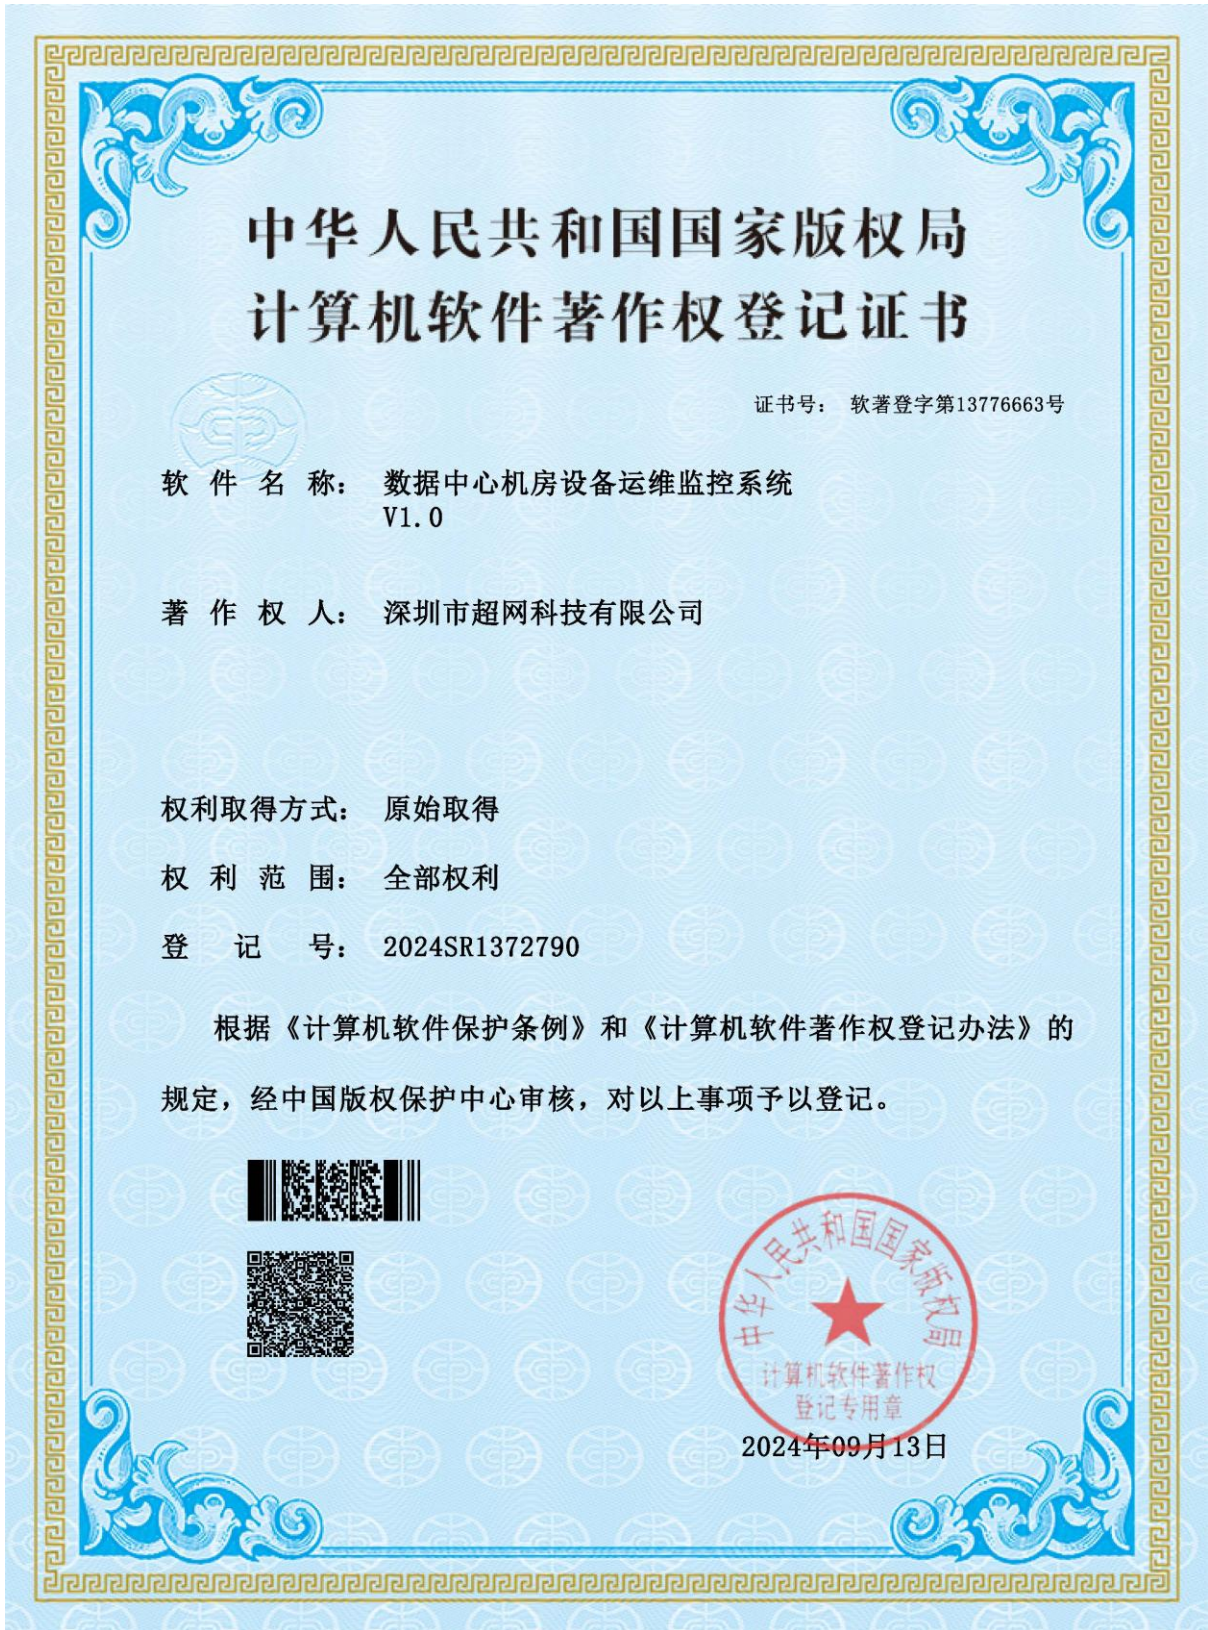 中华人民共和国国家版权局
计算机软件著作权登记证书
证书号： 软著登字第13776663号
软件名称： 数据中心机房设备运维监控系统
V1.0
著作权人： 深圳市超网科技有限公司
权利取得方式： 原始取得
权利范围： 全部权利
登记号： 2024SR1372790
根据《计算机软件保护条例》和《计算机软件著作权登记办法》的
规定，经中国版权保护中心审核，对以上事项予以登记。
中华人民共和国国家版权局
计算机软件著作权
登记专用章
2024年09月13日